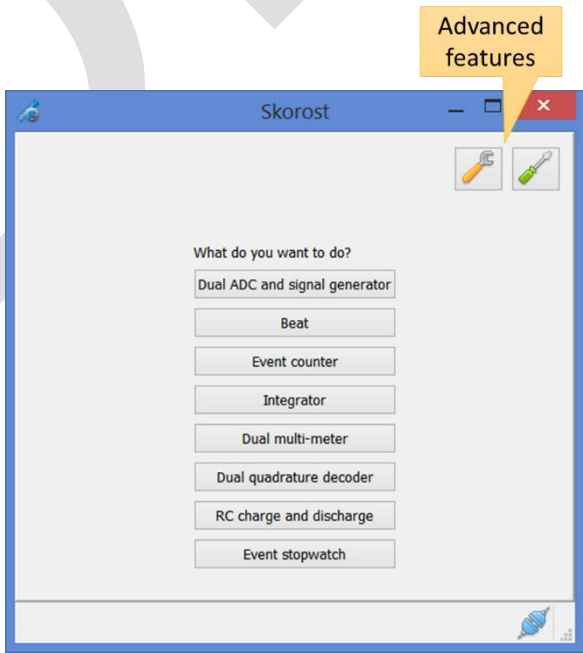 Advanced
features
Skorost
What do you want to do?
Dual ADC and signal generator
Beat
Event counter
Integrator
Dual multi-meter
Dual quadrature decoder
RC charge and discharge
Event stopwatch